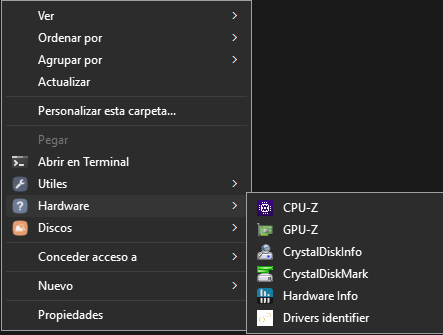 Ver
Ordenar por
Agrupar por
Actualizar
Personalizar esta carpeta...
Pegar
Abrir en Terminal
Utiles
Hardware
Discos
Conceder acceso a
Nuevo
Propiedades
CPU-Z
GPU-Z
CrystalDiskInfo
CrystalDiskMark
Hardware Info
Drivers identifier